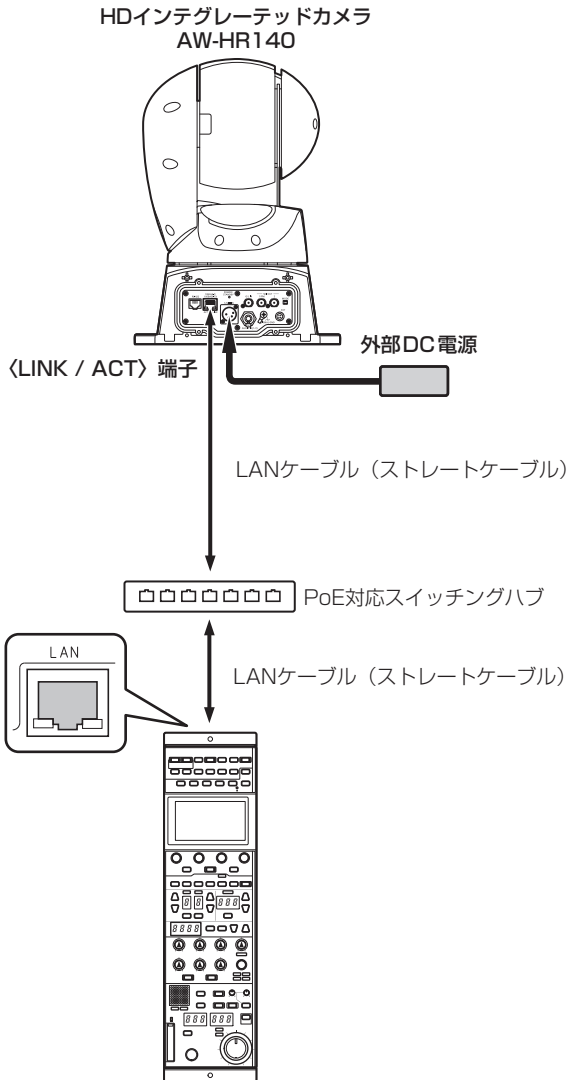 HDインテグレーテッドカメラ
AW-HR140
外部DC電源
〈LINK / ACT〉端子
LANケーブル（ストレートケーブル）
PoE対応スイッチングハブ
LAN
LANケーブル（ストレートケーブル）